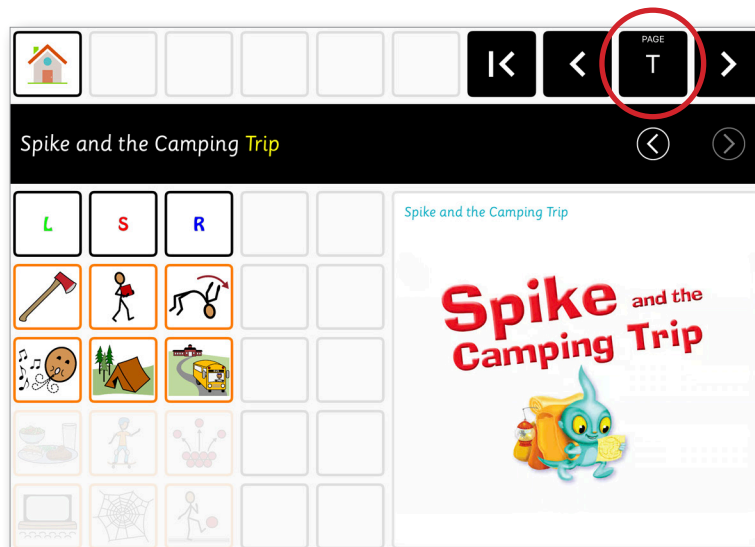 PAGE
T
Spike and the Camping Trip
L S R
Spike and the Camping Trip
Spike and the
Camping Trip